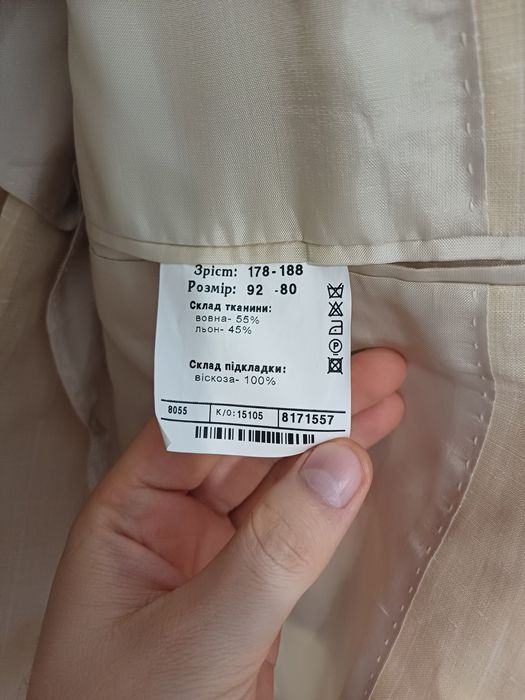 Зріст: 178-188
Розмір: 92 -80
Склад тканини:
вовна- 55%
льон- 45%
Склад підкладки:
віскоза- 100%
8055 К/О:15105 8171557
P